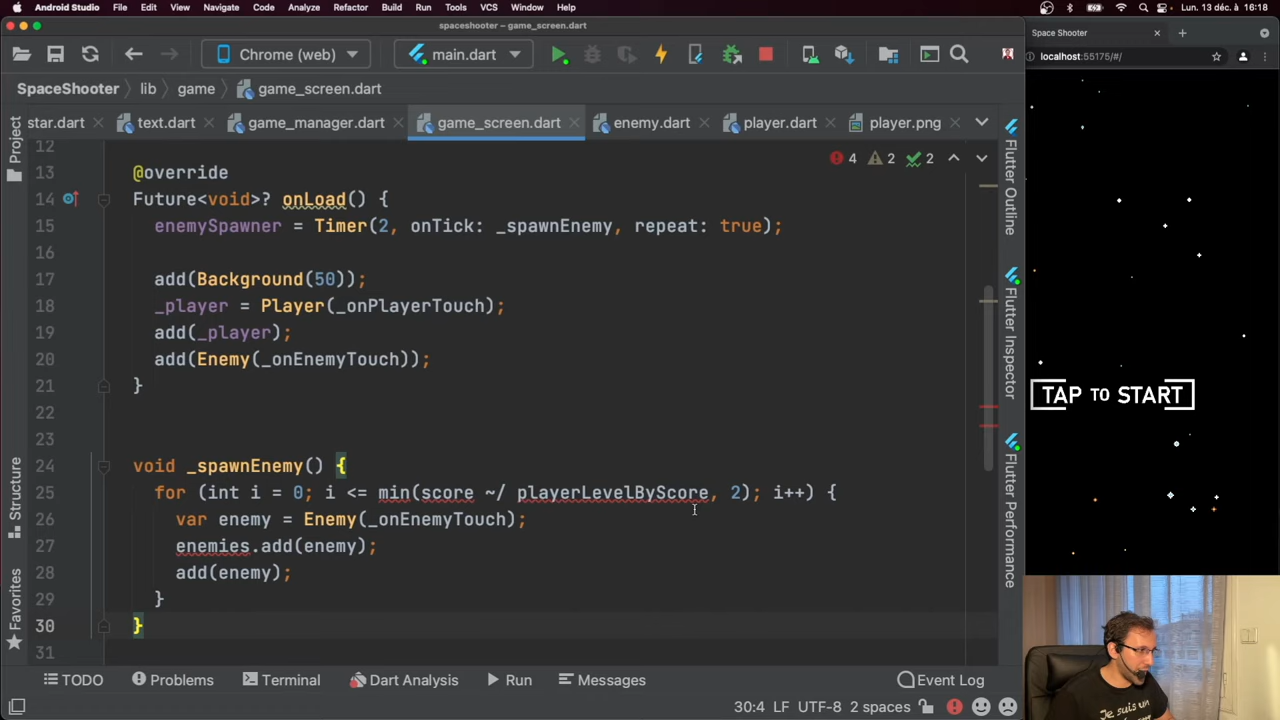 Android Studio File Edit View Navigate Code Analyze Refactor Build Run Tools VCS Window Help Lun. 13 déc. à 16:18
spaceshooter – game_screen.dart
Space Shooter
Chrome (web) main.dart
localhost:55175/#/
SpaceShooter lib game game_screen.dart
star.dart text.dart game_manager.dart game_screen.dart enemy.dart player.dart player.png
Project
Structure
Favorites
4 2 2
12
13 @override
14 Future<void>? onLoad() {
15 enemySpawner = Timer(2, onTick: _spawnEnemy, repeat: true);
16
17 add(Background(50));
18 _player = Player(_onPlayerTouch);
19 add(_player);
20 add(Enemy(_onEnemyTouch));
21 }
22
23
24 void _spawnEnemy() {
25 for (int i = 0; i <= min(score ~/ playerLevelByScore, 2); i++) {
26 var enemy = Enemy(_onEnemyTouch);
27 enemies.add(enemy);
28 add(enemy);
29 }
30 }
31
Flutter Outline
Flutter Inspector
Flutter Performance
TAP TO START
Je suis un
TODO Problems Terminal Dart Analysis Run Messages Event Log
30:4 LF UTF-8 2 spaces